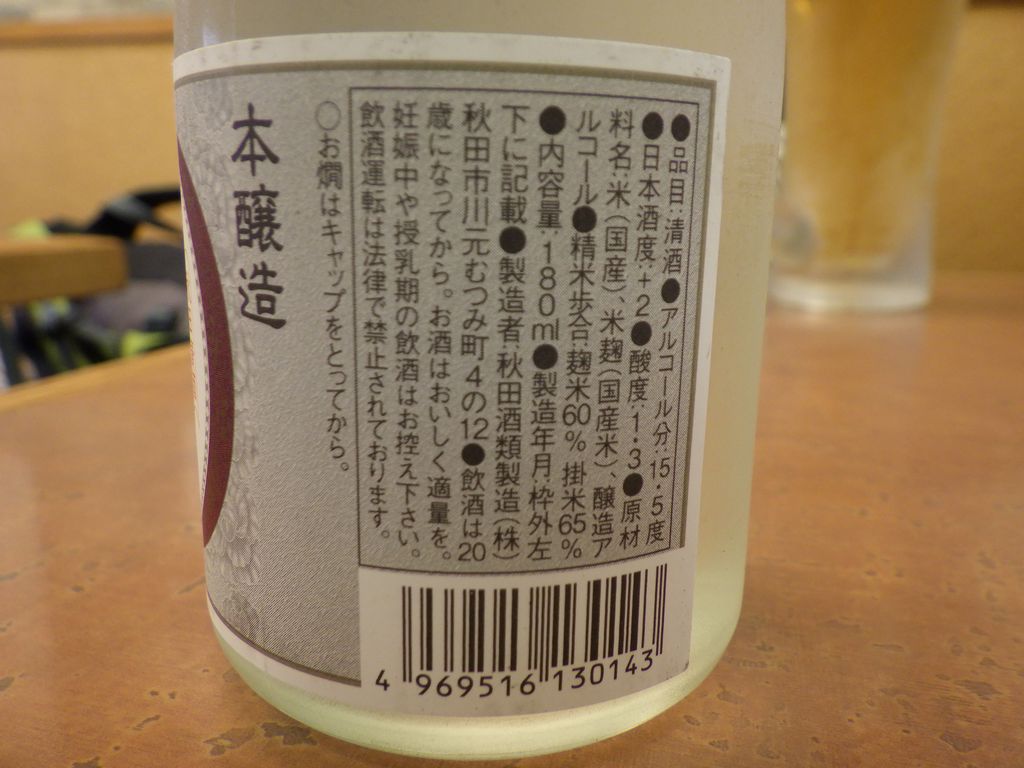 ●品目：清酒●アルコール分：15．5度
●日本酒度：＋2●酸度：1・3●原材
料名：米（国産）、米麹（国産米）、醸造ア
ルコール●精米歩合：麹米60％ 掛米65％
●内容量：180ml●製造年月：枠外左
下に記載●製造者：秋田酒類製造（株）
秋田市川元むつみ町4の12●飲酒は20
歳になってから。お酒はおいしく適量を。
妊娠中や授乳期の飲酒はお控え下さい。
飲酒運転は法律で禁止されております。
○お燗はキャップをとってから。
本醸造
4 969516 130143